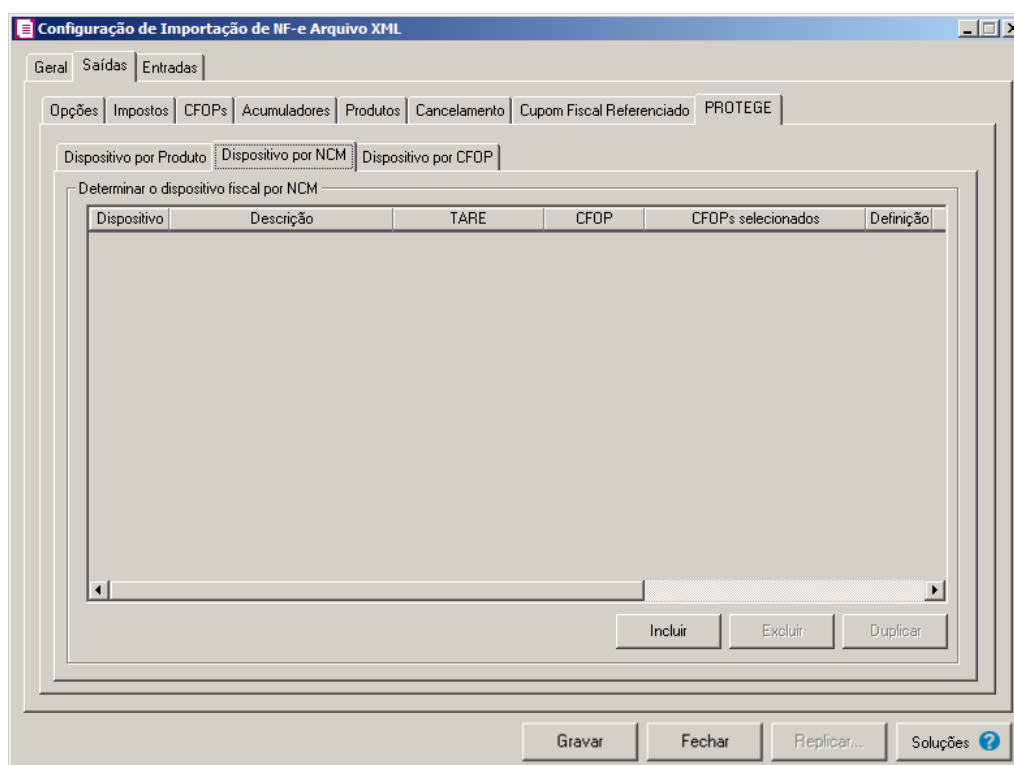 Configuração de Importação de NF-e Arquivo XML
Geral Saídas Entradas
Opções Impostos CFOPs Acumuladores Produtos Cancelamento Cupom Fiscal Referenciado PROTEGE
Dispositivo por Produto Dispositivo por NCM Dispositivo por CFOP
Determinar o dispositivo fiscal por NCM
Dispositivo Descrição TARE CFOP CFOPs selecionados Definição
Incluir Excluir Duplicar
Gravar Fechar Replicar... Soluções ?